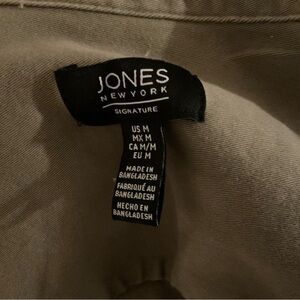 JONES
NEW YORK
SIGNATURE
US M
MX M
CA M/M
EU M
MADE IN
BANGLADESH
FABRIQUÉ AU
BANGLADESH
HECHO EN
BANGLADESH